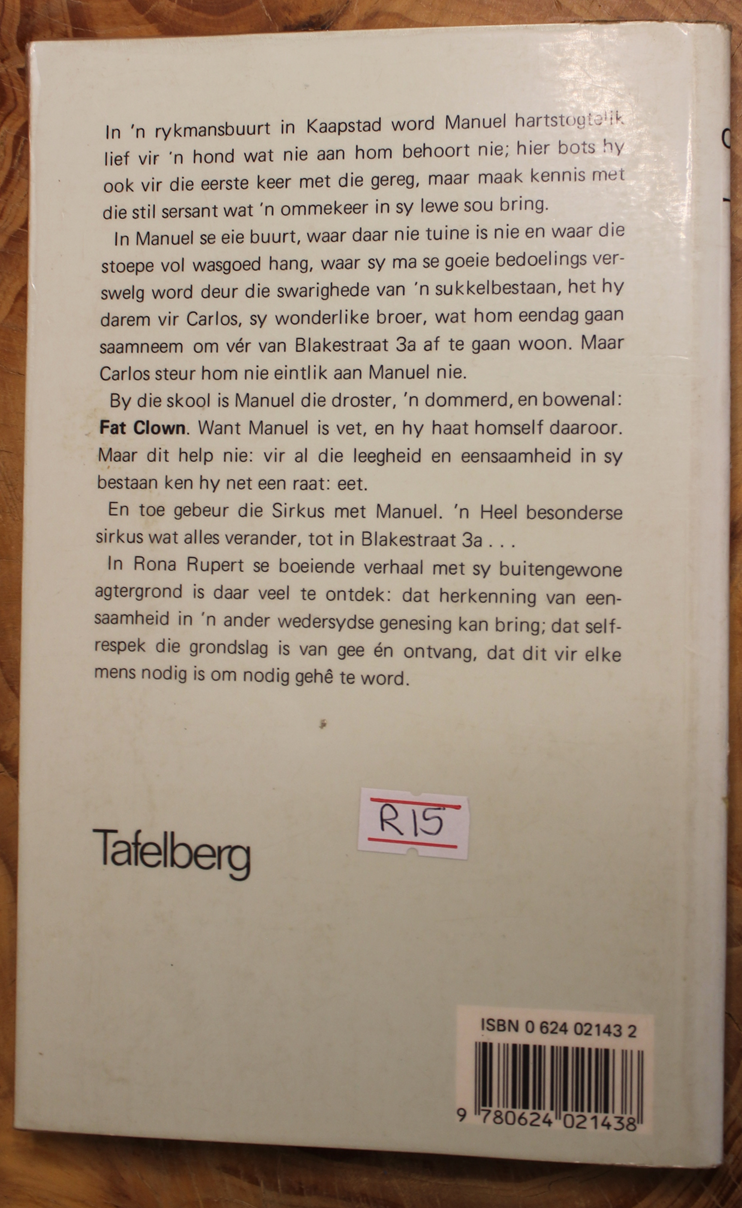 In 'n rykmansbuurt in Kaapstad word Manuel hartstogtelik
lief vir 'n hond wat nie aan hom behoort nie; hier bots hy
ook vir die eerste keer met die gereg, maar maak kennis met
die stil sersant wat 'n ommekeer in sy lewe sou bring.
In Manuel se eie buurt, waar daar nie tuine is nie en waar die
stoepe vol wasgoed hang, waar sy ma se goeie bedoelings ver-
swelg word deur die swarighede van 'n sukkelbestaan, het hy
darem vir Carlos, sy wonderlike broer, wat hom eendag gaan
saamneem om vér van Blakestraat 3a af te gaan woon. Maar
Carlos steur hom nie eintlik aan Manuel nie.
By die skool is Manuel die droster, 'n dommerd, en bowenal:
Fat Clown. Want Manuel is vet, en hy haat homself daaroor.
Maar dit help nie: vir al die leegheid en eensaamheid in sy
bestaan ken hy net een raat: eet.
En toe gebeur die Sirkus met Manuel. 'n Heel besonderse
sirkus wat alles verander, tot in Blakestraat 3a . . .
In Rona Rupert se boeiende verhaal met sy buitengewone
agtergrond is daar veel te ontdek: dat herkenning van een-
saamheid in 'n ander wedersydse genesing kan bring; dat self-
respek die grondslag is van gee én ontvang, dat dit vir elke
mens nodig is om nodig gehê te word.
R15
Tafelberg
ISBN 0 624 02143 2
9 780624 021438